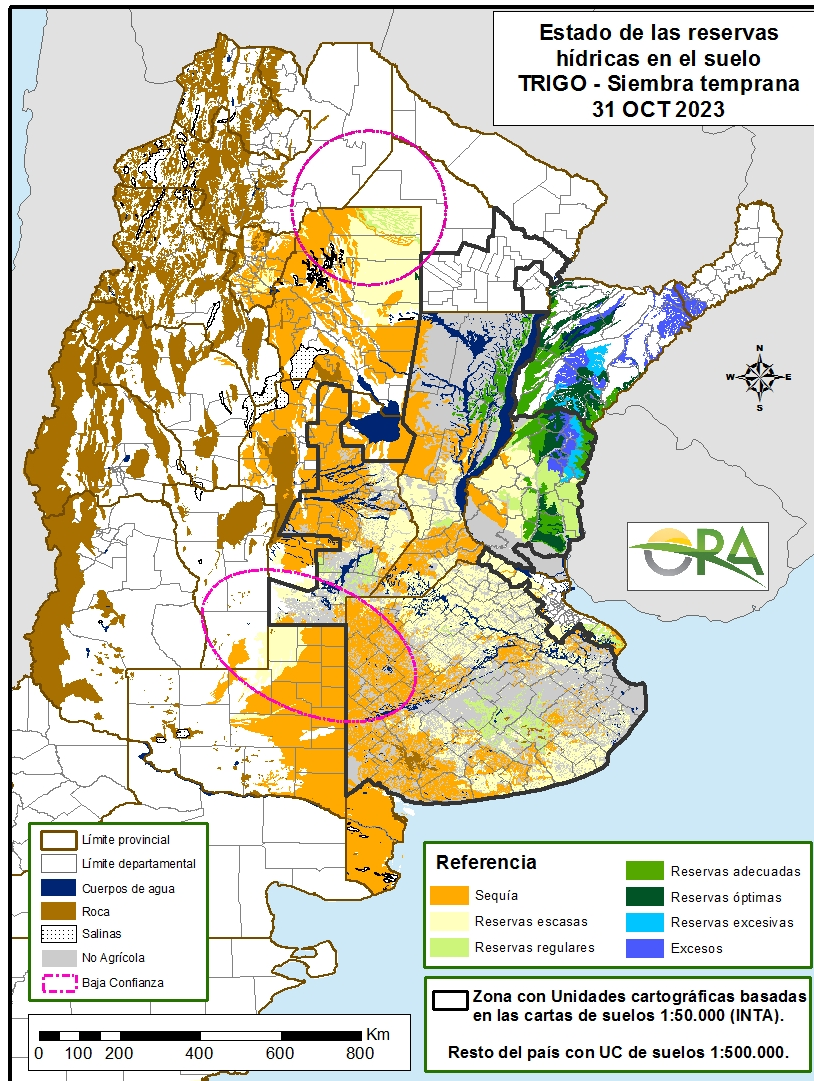 Estado de las reservas
hídricas en el suelo
TRIGO - Siembra temprana
31 OCT 2023
N
W
E
S
ORA
Límite provincial
Límite departamental
Cuerpos de agua
Roca
Salinas
No Agrícola
Baja Confianza
Referencia
Sequía
Reservas escasas
Reservas regulares
Reservas adecuadas
Reservas óptimas
Reservas excesivas
Excesos
Zona con Unidades cartográficas basadas
en las cartas de suelos 1:50.000 (INTA).
Resto del país con UC de suelos 1:500.000.
Km
0 100 200 400 600 800